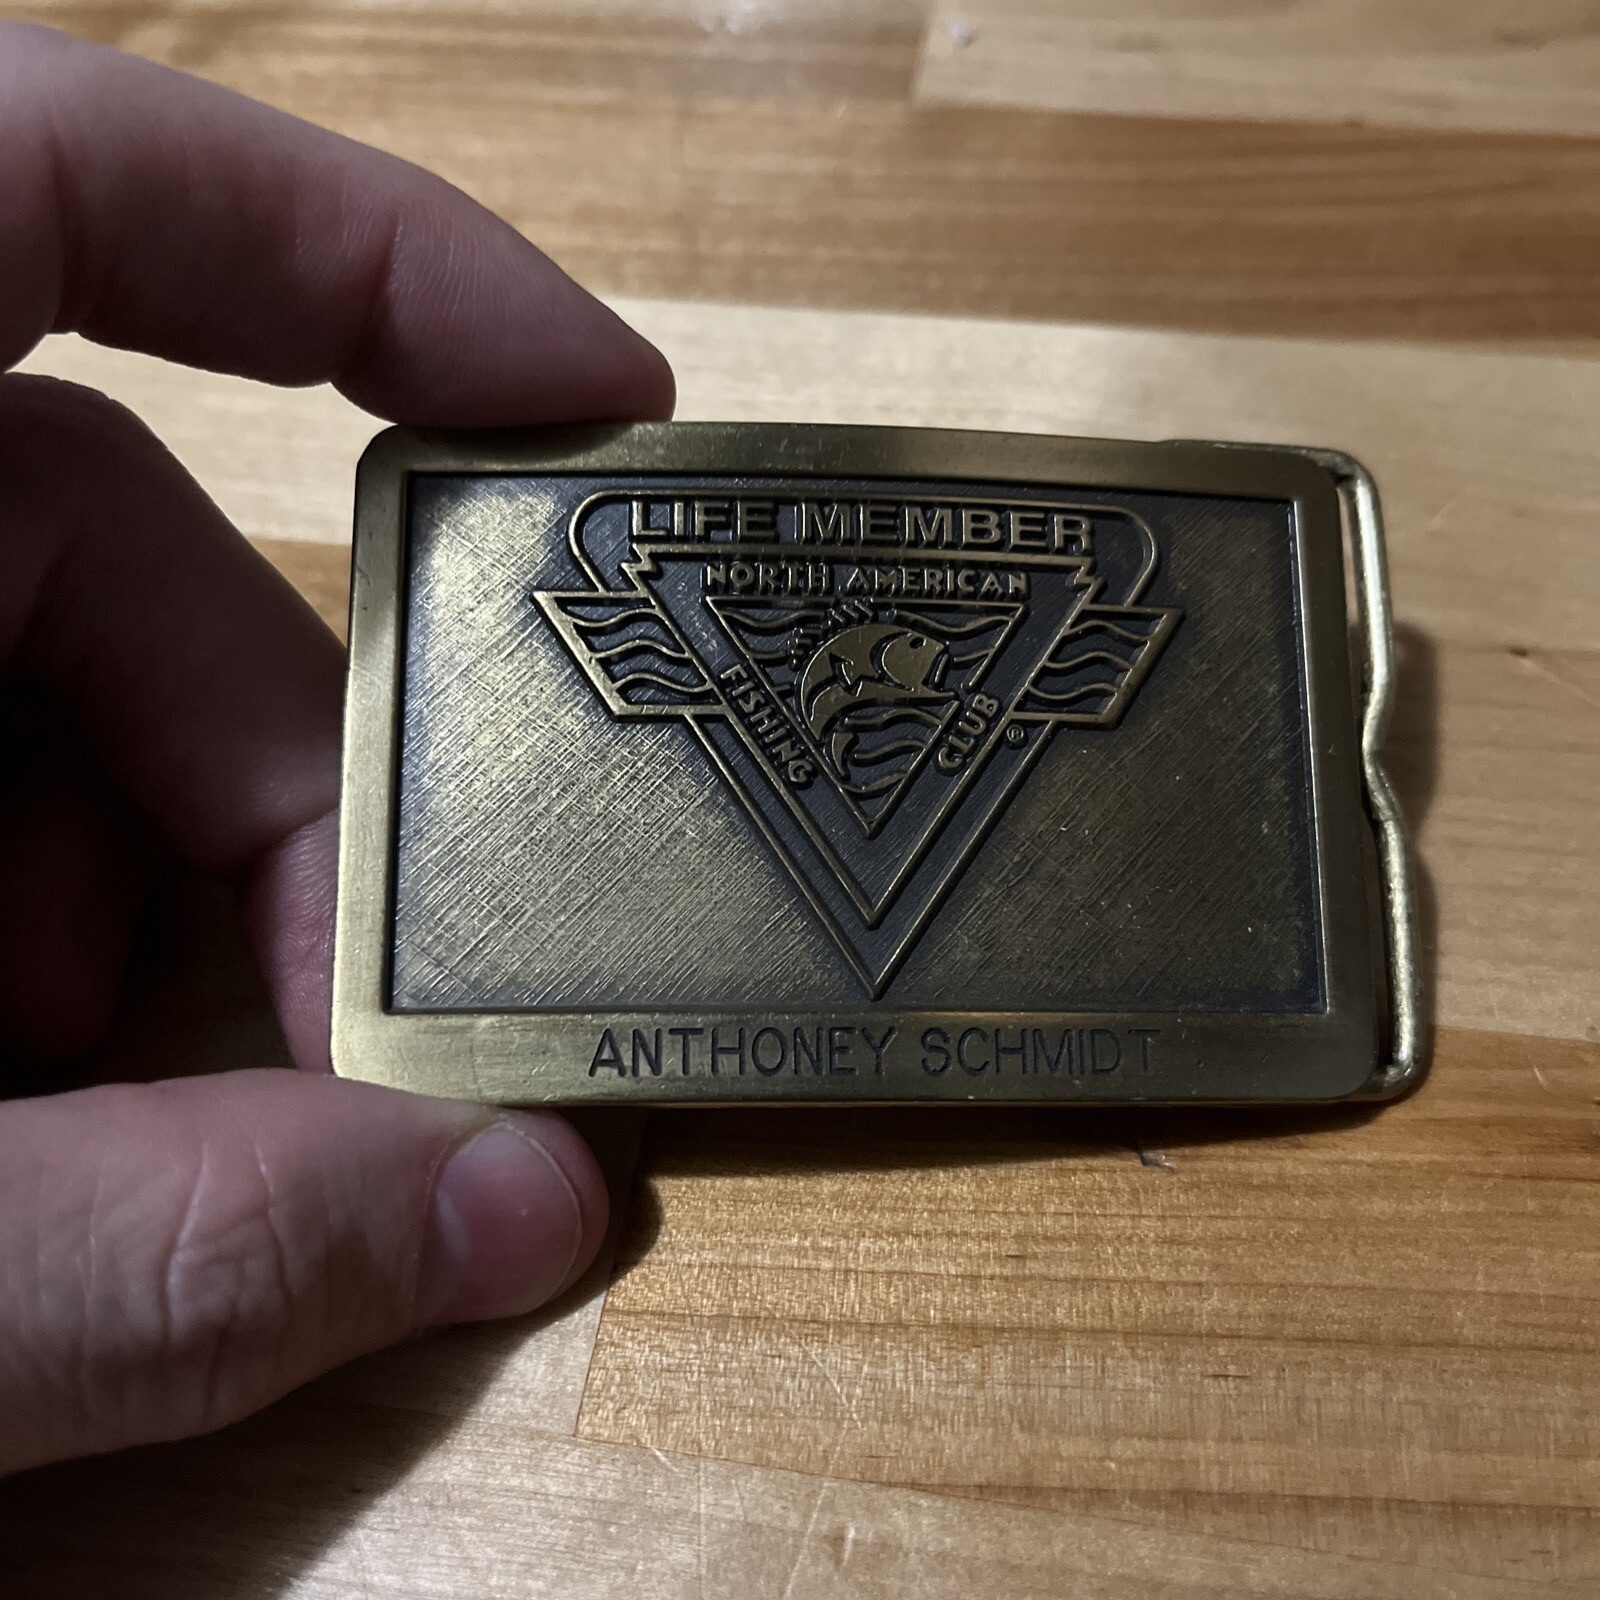 LIFE MEMBER
NORTH AMERICAN
FISHING CLUB ®
ANTHONEY SCHMIDT